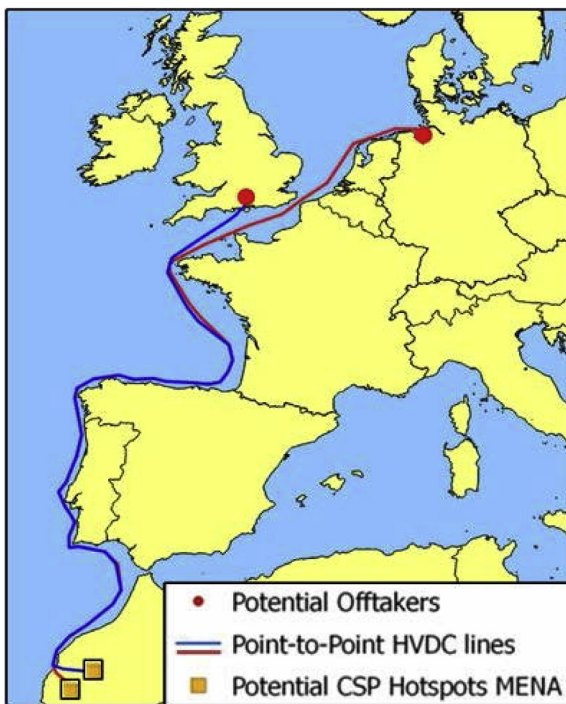 Potential Offtakers
Point-to-Point HVDC lines
Potential CSP Hotspots MENA